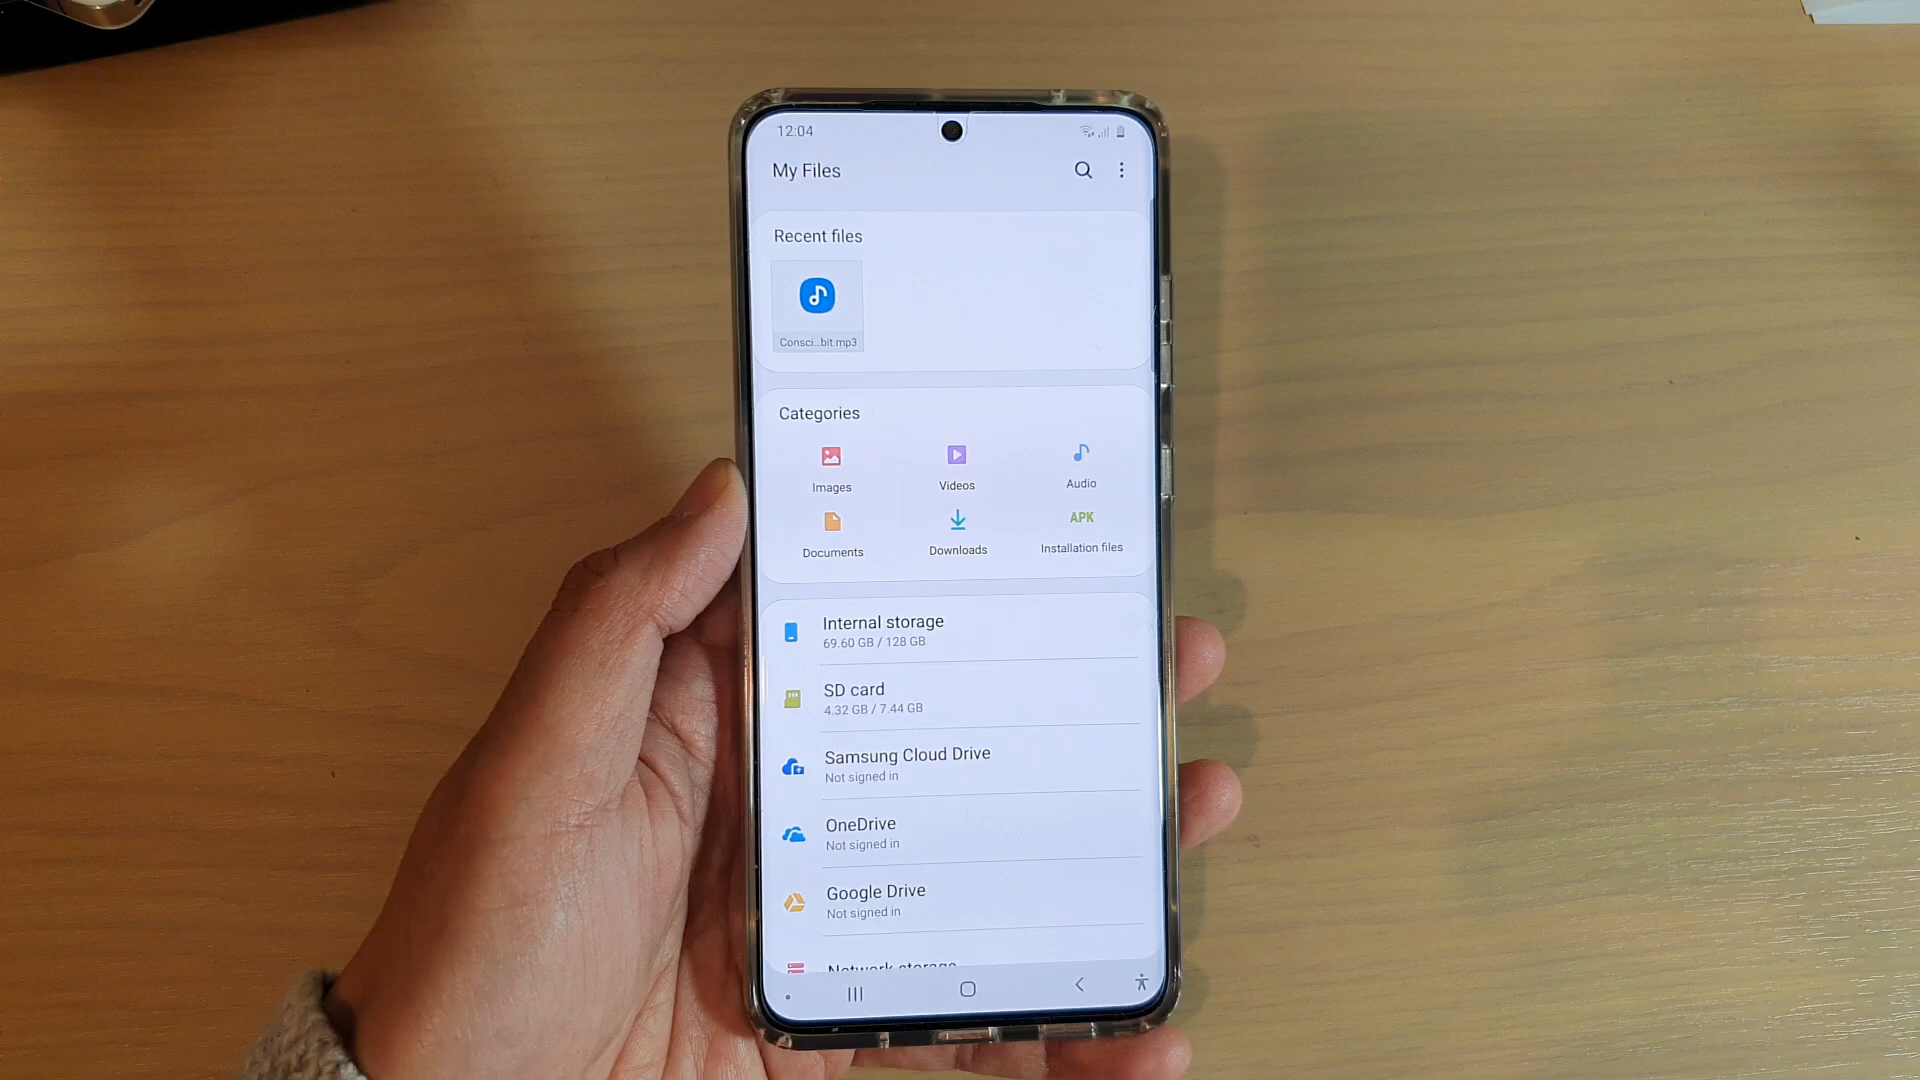 12:04
My Files
Recent files
Consci...bit.mp3
Categories
Images
Videos
Audio
Documents
Downloads
APK
Installation files
Internal storage
69.60 GB / 128 GB
SD card
4.32 GB / 7.44 GB
Samsung Cloud Drive
Not signed in
OneDrive
Not signed in
Google Drive
Not signed in
Network storage